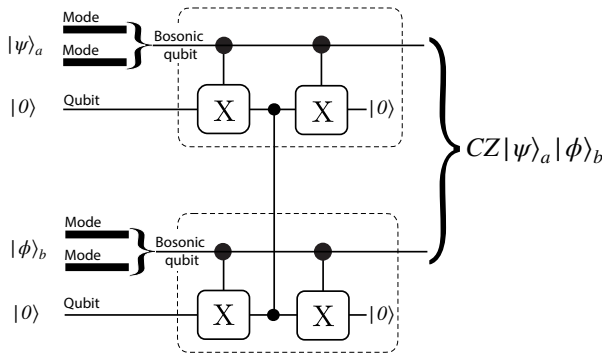 Mode
|ψ⟩a
Mode
Bosonic
qubit
|0⟩
Qubit
X
X
|0⟩
CZ|ψ⟩a|ϕ⟩b
Mode
|ϕ⟩b
Mode
Bosonic
qubit
|0⟩
Qubit
X
X
|0⟩